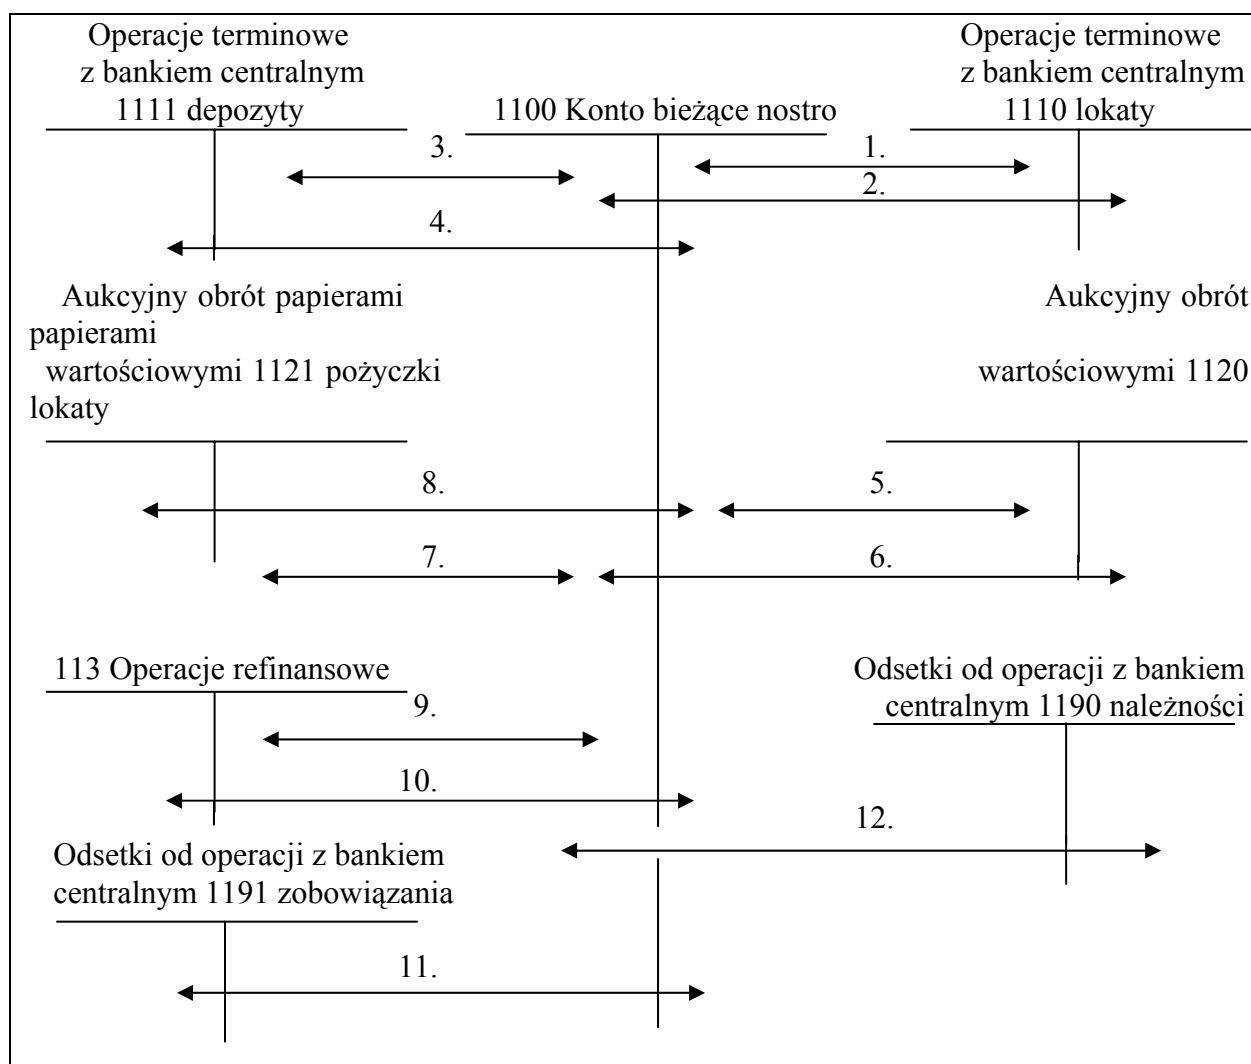 Operacje terminowe
z bankiem centralnym
1111 depozyty
1100 Konto bieżące nostro
Operacje terminowe
z bankiem centralnym
1110 lokaty
3.
1.
2.
4.
Aukcyjny obrót papierami Aukcyjny obrót
papierami
wartościowymi 1121 pożyczki wartościowymi 1120
lokaty
8.
5.
7.
6.
113 Operacje refinansowe
Odsetki od operacji z bankiem
centralnym 1190 należności
9.
10.
12.
Odsetki od operacji z bankiem
centralnym 1191 zobowiązania
11.